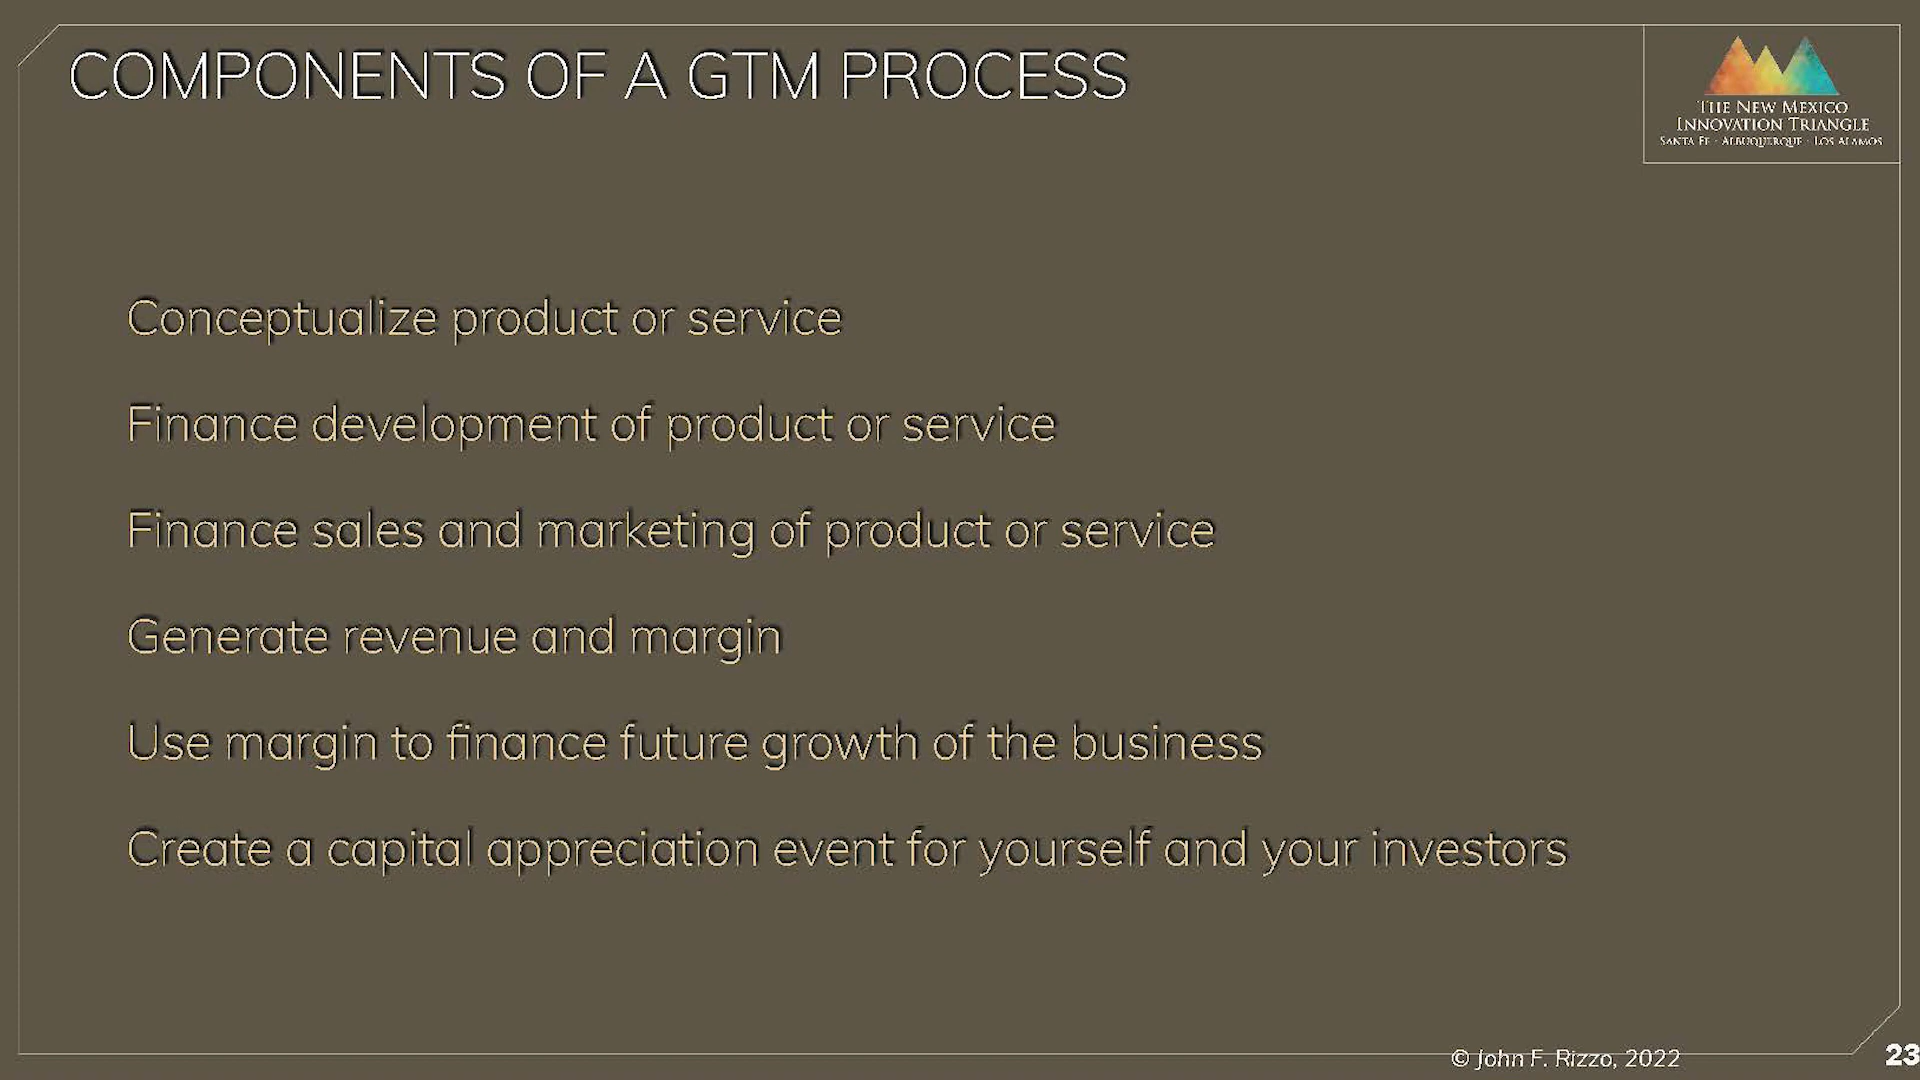 COMPONENTS OF A GTM PROCESS
THE NEW MEXICO
INNOVATION TRIANGLE
SANTA FE · ALBUQUERQUE · LOS ALAMOS
Conceptualize product or service
Finance development of product or service
Finance sales and marketing of product or service
Generate revenue and margin
Use margin to finance future growth of the business
Create a capital appreciation event for yourself and your investors
© John F. Rizzo, 2022
23